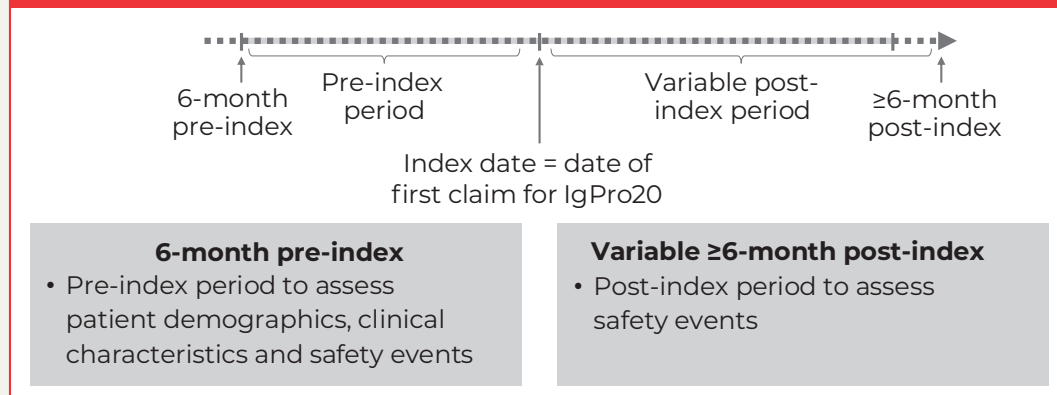 6-month
pre-index
Pre-index
period
Variable post-
index period
≥6-month
post-index
Index date = date of
first claim for IgPro20
6-month pre-index
• Pre-index period to assess
patient demographics, clinical
characteristics and safety events
Variable ≥6-month post-index
• Post-index period to assess
safety events